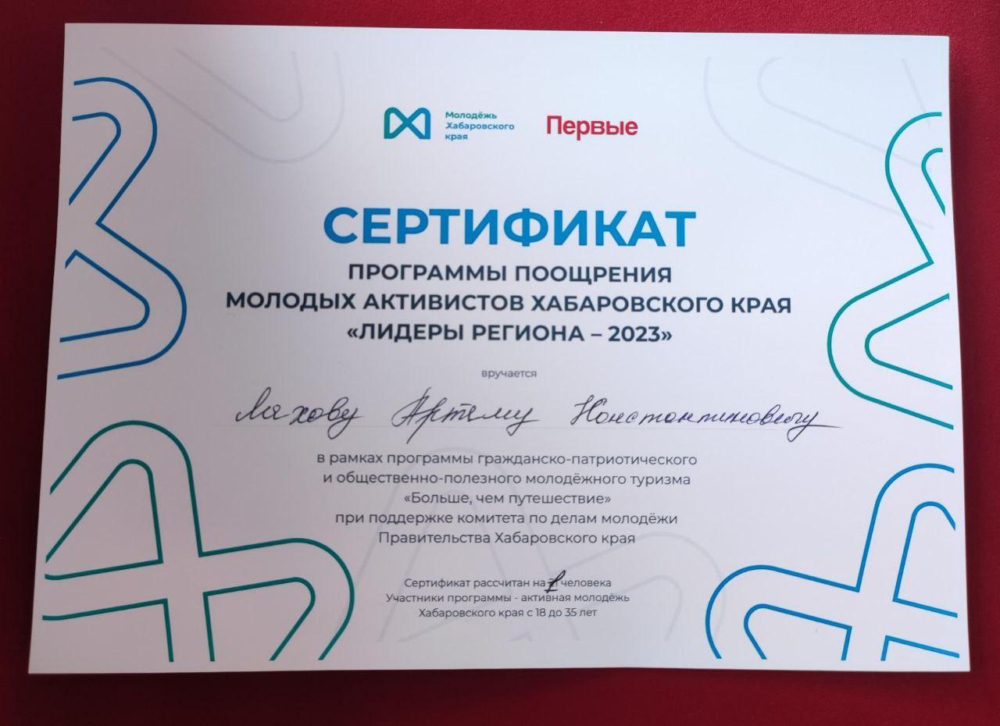 Молодёжь
Хабаровского
края
Первые
СЕРТИФИКАТ
ПРОГРАММЫ ПООЩРЕНИЯ
МОЛОДЫХ АКТИВИСТОВ ХАБАРОВСКОГО КРАЯ
«ЛИДЕРЫ РЕГИОНА – 2023»
вручается
Ляхову Артёму Константиновичу
в рамках программы гражданско-патриотического
и общественно-полезного молодёжного туризма
«Больше, чем путешествие»
при поддержке комитета по делам молодёжи
Правительства Хабаровского края
Сертификат рассчитан на 1 человека
Участники программы - активная молодёжь
Хабаровского края с 18 до 35 лет